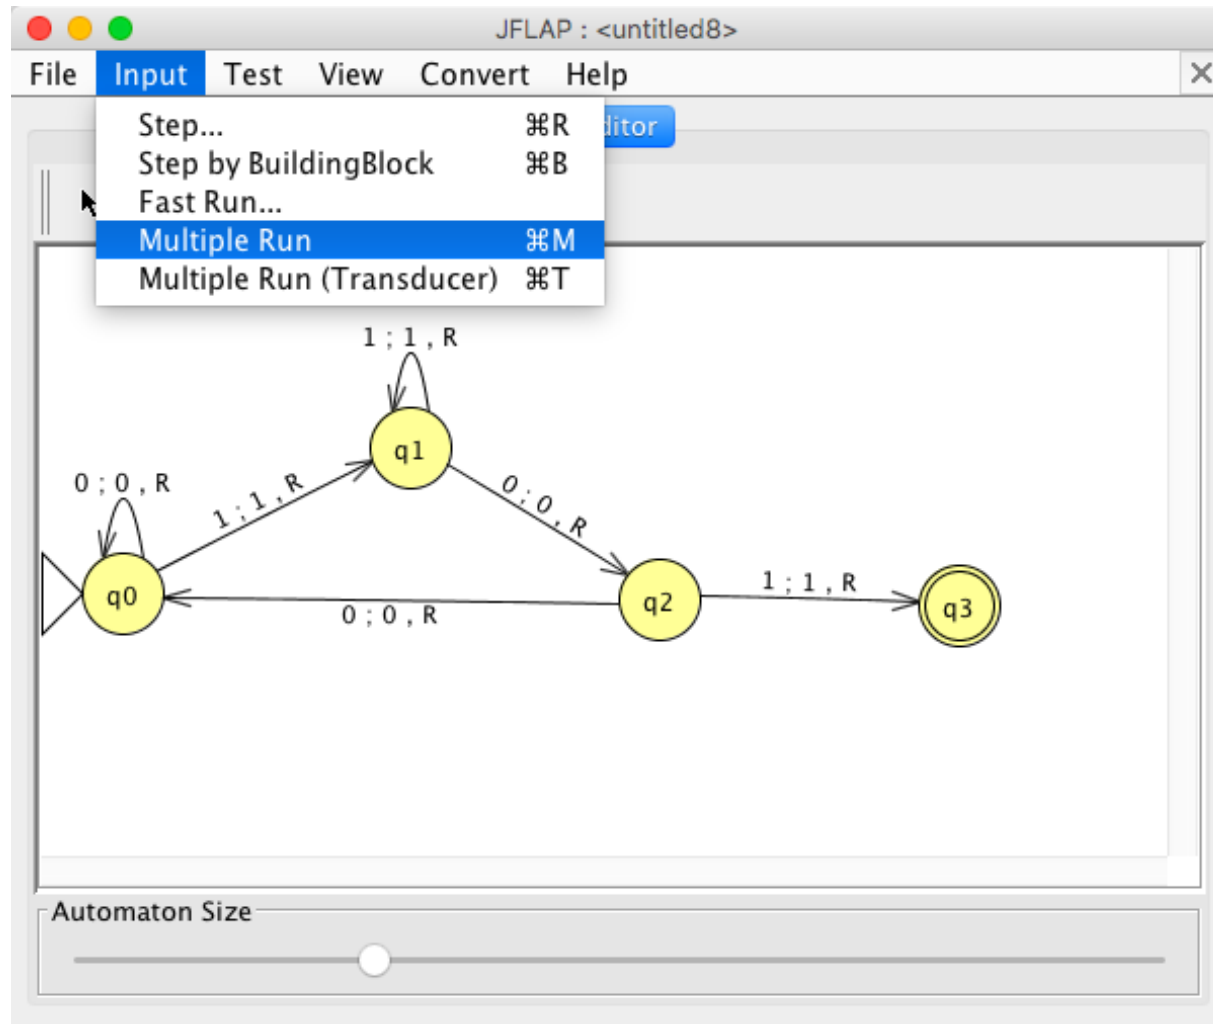 JFLAP : <untitled8>
File Input Test View Convert Help
Step... ⌘R
ditor
Step by BuildingBlock ⌘B
Fast Run...
Multiple Run ⌘M
Multiple Run (Transducer) ⌘T
1 ; 1 , R
q1
0 ; 0 , R
1 ; 1 , R
0 ; 0 , R
q0
0 ; 0 , R
q2
1 ; 1 , R
q3
Automaton Size